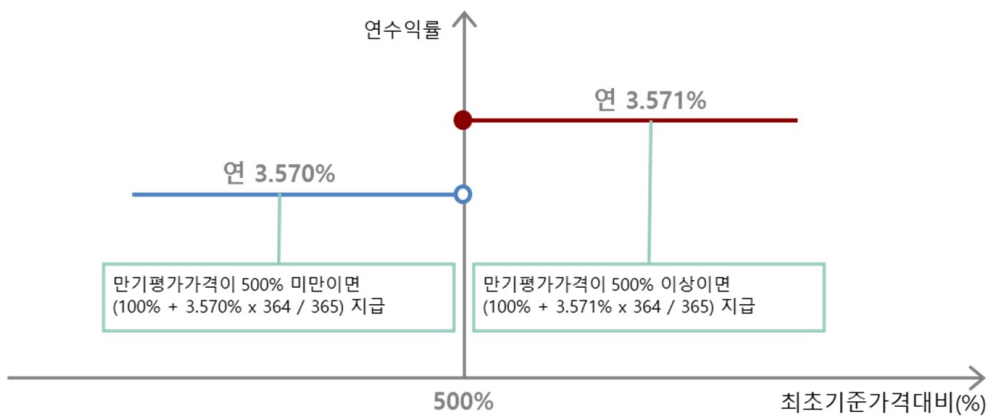 연수익률
연 3.571%
연 3.570%
만기평가가격이 500% 미만이면
(100% + 3.570% x 364 / 365) 지급
만기평가가격이 500% 이상이면
(100% + 3.571% x 364 / 365) 지급
500%
최초기준가격대비(%)